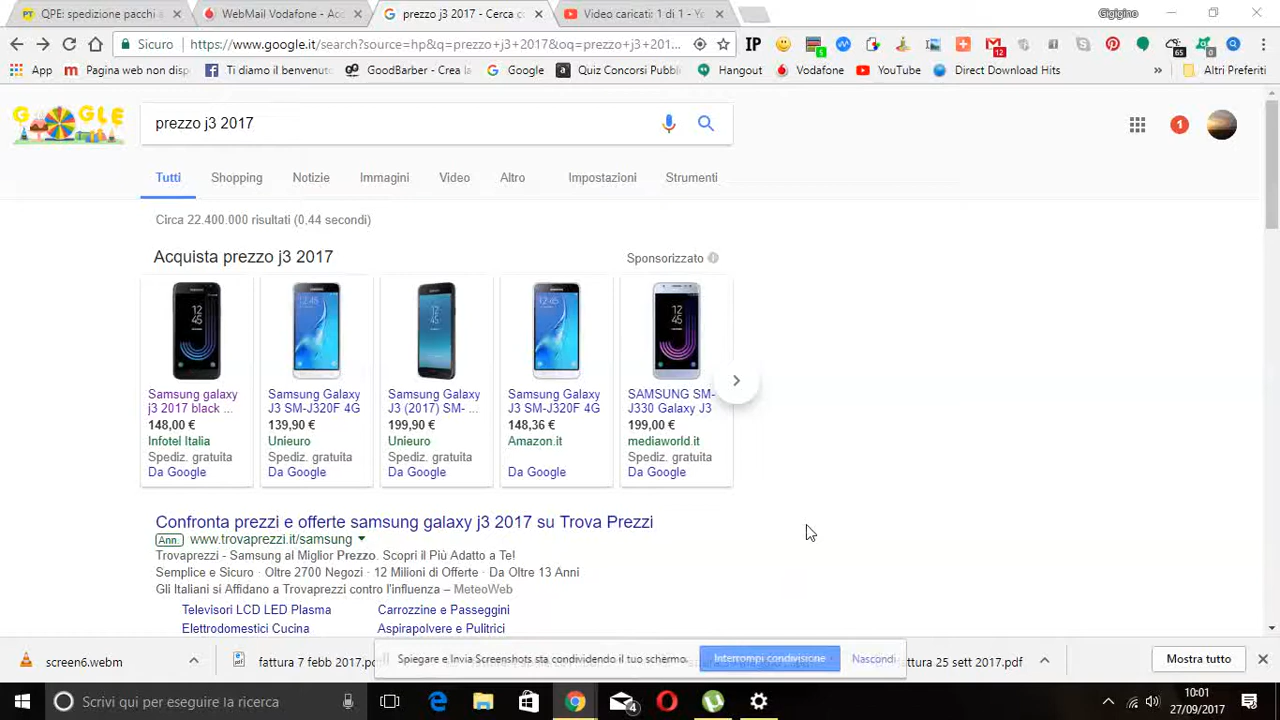 QPE: spedizione pacchi a
WebMail Vodafone - Acc
prezzo j3 2017 - Cerca c
Video caricati: 1 di 1 - Yo
Gigigino
Sicuro
https://www.google.it/search?source=hp&q=prezzo+j3+2017&oq=prezzo+j3+201...
IP
5
12
65
0
App
Pagina web non disp
Ti diamo il benvenuto
GoodBarber - Crea la
Google
Quiz Concorsi Pubbli
Hangout
Vodafone
YouTube
Direct Download Hits
»
Altri Preferiti
GOOGLE
prezzo j3 2017
1
Tutti
Shopping
Notizie
Immagini
Video
Altro
Impostazioni
Strumenti
Circa 22.400.000 risultati (0,44 secondi)
Acquista prezzo j3 2017
Sponsorizzato
Samsung galaxy
j3 2017 black ...
148,00 €
Infotel Italia
Spediz. gratuita
Da Google
Samsung Galaxy
J3 SM-J320F 4G
139,90 €
Unieuro
Spediz. gratuita
Da Google
Samsung Galaxy
J3 (2017) SM- ...
199,90 €
Unieuro
Spediz. gratuita
Da Google
Samsung Galaxy
J3 SM-J320F 4G
148,36 €
Amazon.it
Da Google
SAMSUNG SM-
J330 Galaxy J3
199,00 €
mediaworld.it
Spediz. gratuita
Da Google
Confronta prezzi e offerte samsung galaxy j3 2017 su Trova Prezzi
Ann. www.trovaprezzi.it/samsung
Trovaprezzi - Samsung al Miglior Prezzo. Scopri il Più Adatto a Te!
Semplice e Sicuro · Oltre 2700 Negozi · 12 Milioni di Offerte · Da Oltre 13 Anni
Gli Italiani si Affidano a Trovaprezzi contro l'influenza – MeteoWeb
Televisori LCD LED Plasma
Carrozzine e Passeggini
Elettrodomestici Cucina
Aspirapolvere e Pulitrici
screen6.webm
fattura 7 febb 2017.pd
Spiegare e Invia Screenshots sta condividendo il tuo schermo.
Interrompi condivisione
Nascondi
attura 25 sett 2017.pdf
Mostra tutto
Scrivi qui per eseguire la ricerca
4
10:01
27/09/2017